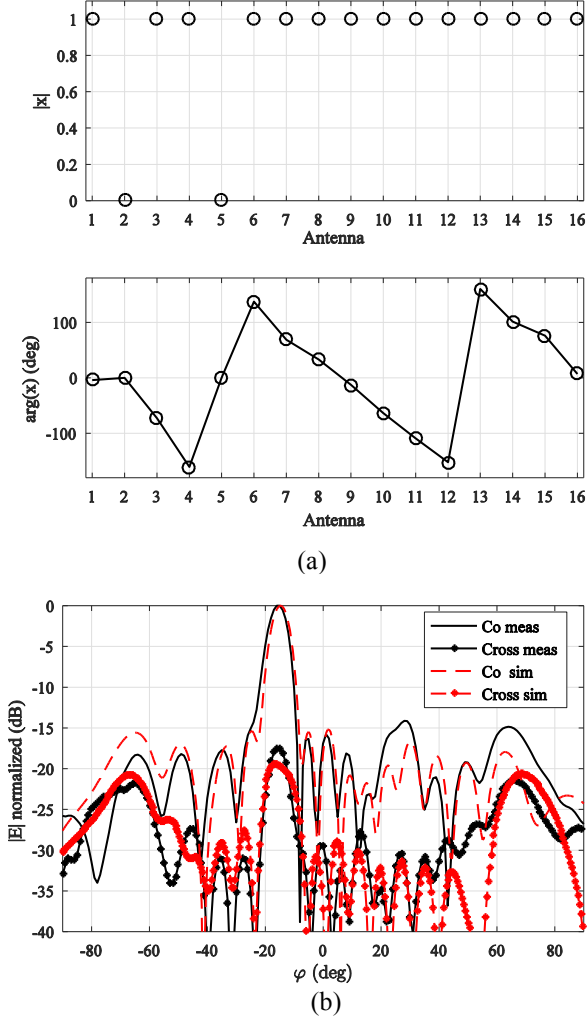 1
0.8
0.6
0.4
0.2
0
|x|
1 2 3 4 5 6 7 8 9 10 11 12 13 14 15 16
Antenna
100
0
-100
arg(x) (deg)
1 2 3 4 5 6 7 8 9 10 11 12 13 14 15 16
Antenna
(a)
0
-5
-10
-15
-20
-25
-30
-35
-40
|E| normalized (dB)
Co meas
Cross meas
Co sim
Cross sim
-80 -60 -40 -20 0 20 40 60 80
φ (deg)
(b)